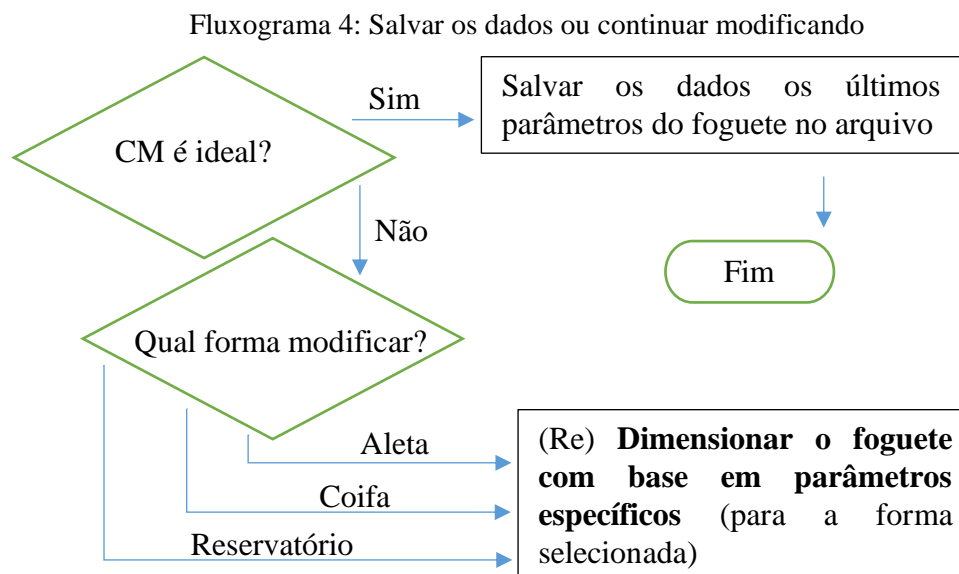 Fluxograma 4: Salvar os dados ou continuar modificando
CM é ideal?
Sim
Salvar os dados os últimos
parâmetros do foguete no arquivo
Não
Fim
Qual forma modificar?
Aleta
Coifa
Reservatório
(Re) Dimensionar o foguete
com base em parâmetros
específicos (para a forma
selecionada)